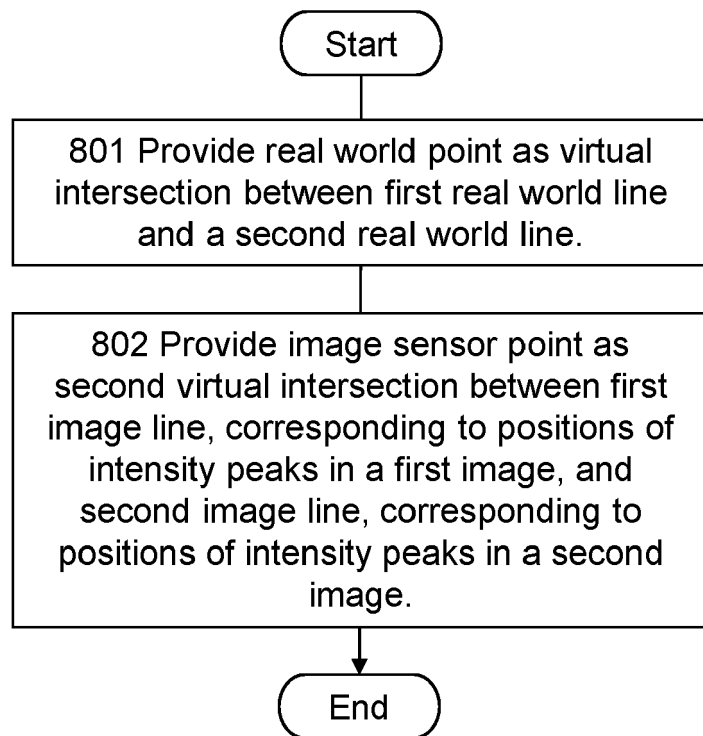 Start
801 Provide real world point as virtual
intersection between first real world line
and a second real world line.
802 Provide image sensor point as
second virtual intersection between first
image line, corresponding to positions of
intensity peaks in a first image, and
second image line, corresponding to
positions of intensity peaks in a second
image.
End